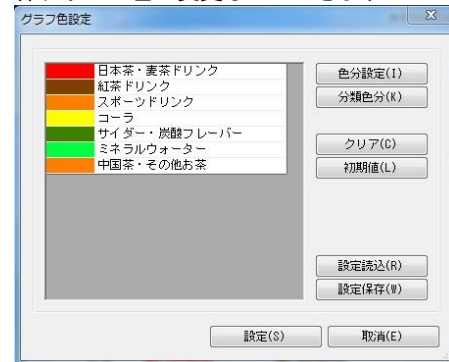 グラフ色設定
日本茶・麦茶ドリンク
紅茶ドリンク
スポーツドリンク
コーラ
サイダー・炭酸フレーバー
ミネラルウォーター
中国茶・その他お茶
色分設定(I)
分類色分(K)
クリア(C)
初期値(L)
設定読込(R)
設定保存(W)
設定(S)
取消(E)